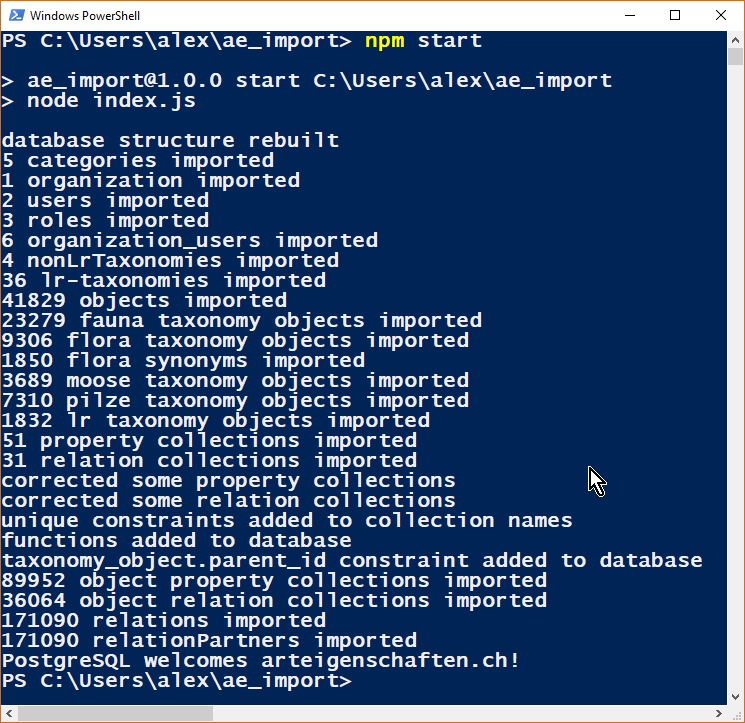 Windows PowerShell
PS C:\Users\alex\ae_import> npm start
> ae_import@1.0.0 start C:\Users\alex\ae_import
> node index.js
database structure rebuilt
5 categories imported
1 organization imported
2 users imported
3 roles imported
6 organization_users imported
4 nonLrTaxonomies imported
36 lr-taxonomies imported
41829 objects imported
23279 fauna taxonomy objects imported
9306 flora taxonomy objects imported
1850 flora synonyms imported
3689 moose taxonomy objects imported
7310 pilze taxonomy objects imported
1832 lr taxonomy objects imported
51 property collections imported
31 relation collections imported
corrected some property collections
corrected some relation collections
unique constraints added to collection names
functions added to database
taxonomy_object.parent_id constraint added to database
89952 object property collections imported
36064 object relation collections imported
171090 relations imported
171090 relationPartners imported
PostgreSQL welcomes arteigenschaften.ch!
PS C:\Users\alex\ae_import>